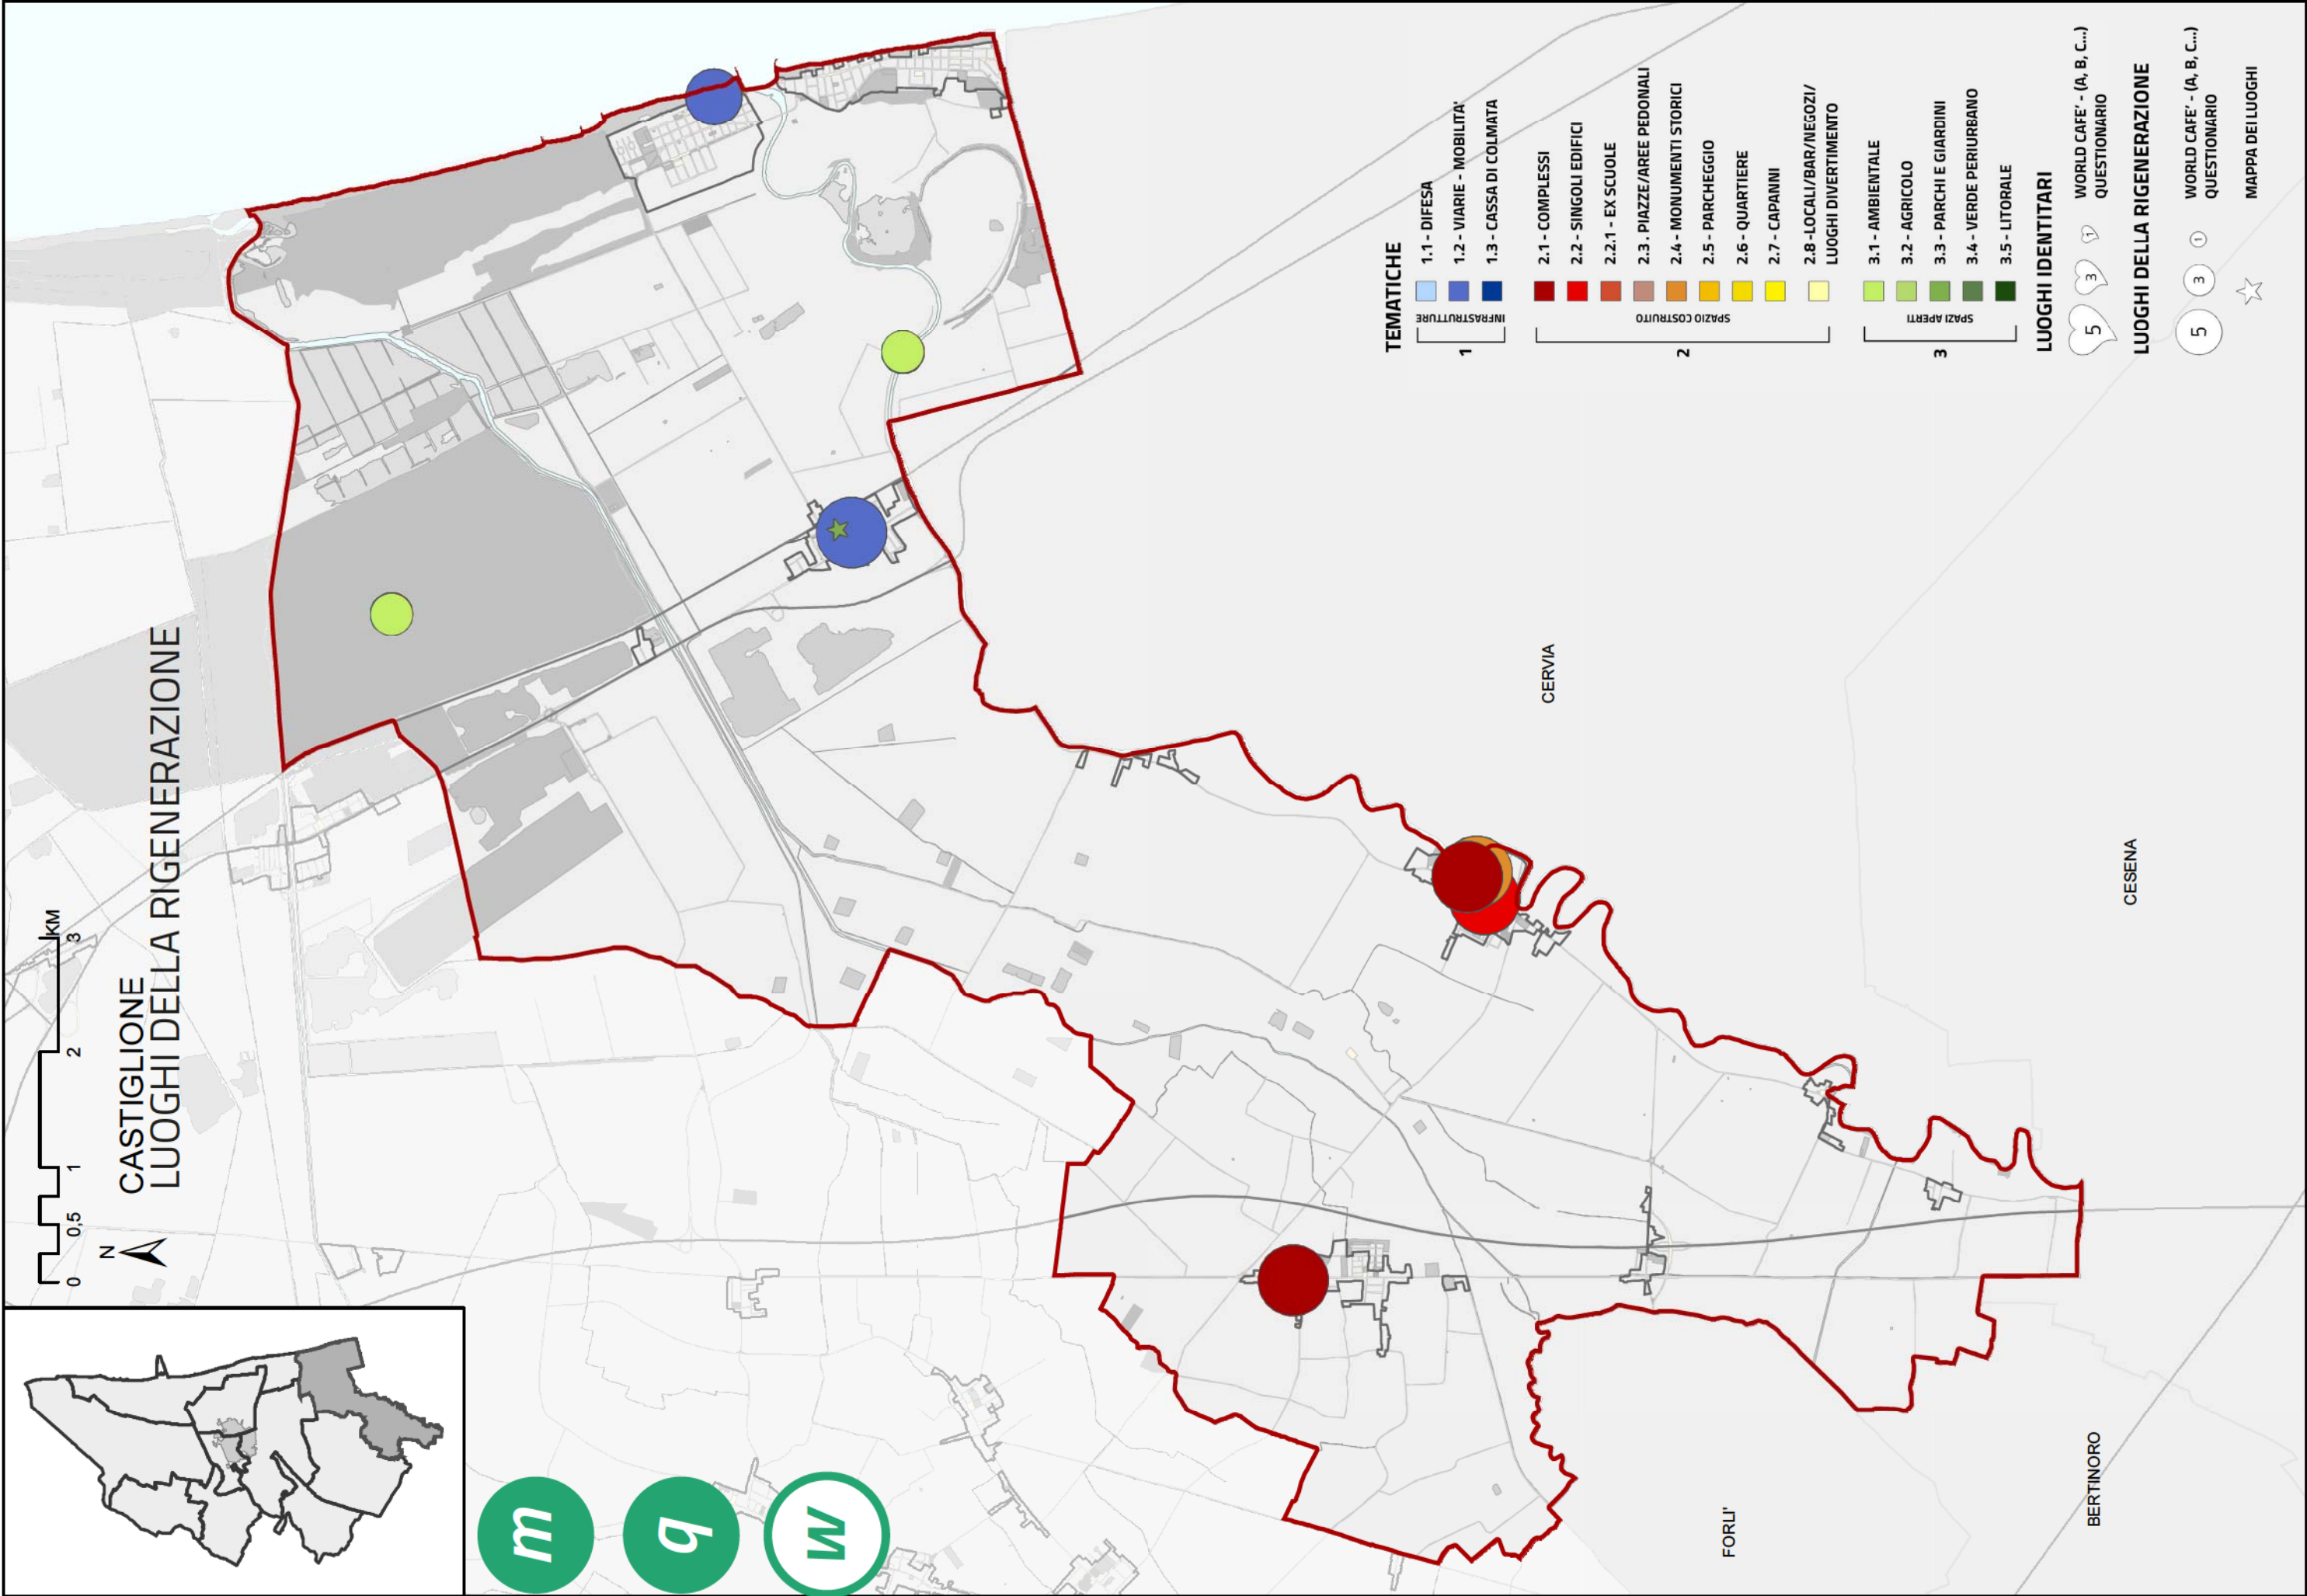 CASTIGLIONE
LUOGHI DELLA RIGENERAZIONE
N
0 0,5 1 2 3 KM
m
q
w
CERVIA
CESENA
FORLI'
BERTINORO
TEMATICHE
1
INFRASTRUTTURE
1.1 - DIFESA
1.2 - VIARIE - MOBILITA'
1.3 - CASSA DI COLMATA
2
SPAZIO COSTRUITO
2.1 - COMPLESSI
2.2 - SINGOLI EDIFICI
2.2.1 - EX SCUOLE
2.3. PIAZZE/AREE PEDONALI
2.4 - MONUMENTI STORICI
2.5 - PARCHEGGIO
2.6 - QUARTIERE
2.7 - CAPANNI
2.8 -LOCALI/BAR/NEGOZI/
LUOGHI DIVERTIMENTO
3
SPAZI APERTI
3.1 - AMBIENTALE
3.2 - AGRICOLO
3.3 - PARCHI E GIARDINI
3.4 - VERDE PERIURBANO
3.5 - LITORALE
LUOGHI IDENTITARI
5 3 1 WORLD CAFE' - (A, B, C...)
QUESTIONARIO
LUOGHI DELLA RIGENERAZIONE
5 3 1 WORLD CAFE' - (A, B, C...)
QUESTIONARIO
MAPPA DEI LUOGHI